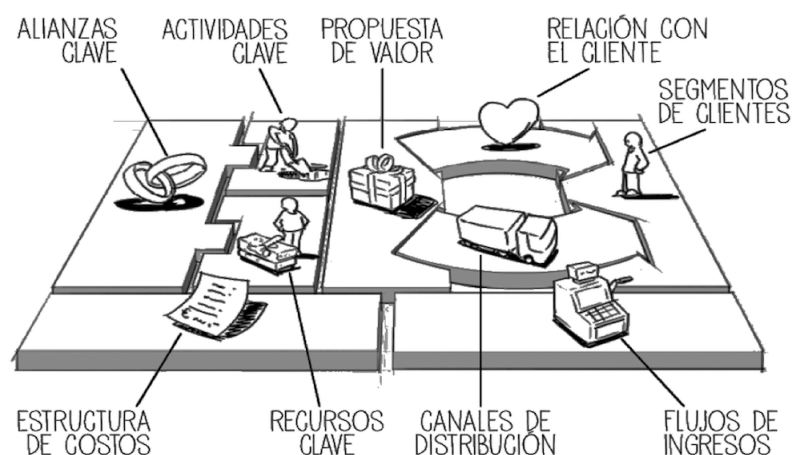 ALIANZAS
CLAVE
ACTIVIDADES
CLAVE
PROPUESTA
DE VALOR
RELACIÓN CON
EL CLIENTE
SEGMENTOS
DE CLIENTES
ESTRUCTURA
DE COSTOS
RECURSOS
CLAVE
CANALES DE
DISTRIBUCIÓN
FLUJOS DE
INGRESOS